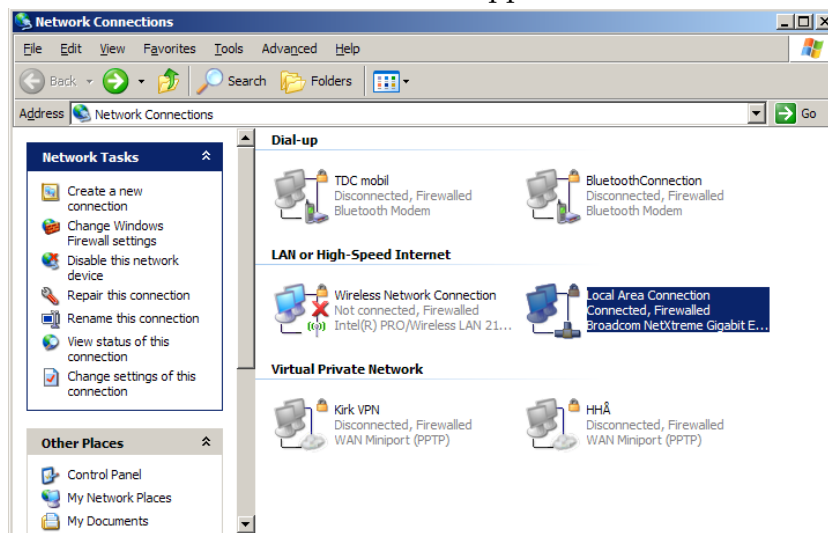 Network Connections
File Edit View Favorites Tools Advanced Help
Back Search Folders
Address Network Connections Go
Network Tasks
Create a new
connection
Change Windows
Firewall settings
Disable this network
device
Repair this connection
Rename this connection
View status of this
connection
Change settings of this
connection
Other Places
Control Panel
My Network Places
My Documents
Dial-up
TDC mobil
Disconnected, Firewalled
Bluetooth Modem
BluetoothConnection
Disconnected, Firewalled
Bluetooth Modem
LAN or High-Speed Internet
Wireless Network Connection
Not connected, Firewalled
Intel(R) PRO/Wireless LAN 21...
Local Area Connection
Connected, Firewalled
Broadcom NetXtreme Gigabit E...
Virtual Private Network
Kirk VPN
Disconnected, Firewalled
WAN Miniport (PPTP)
HHÅ
Disconnected, Firewalled
WAN Miniport (PPTP)